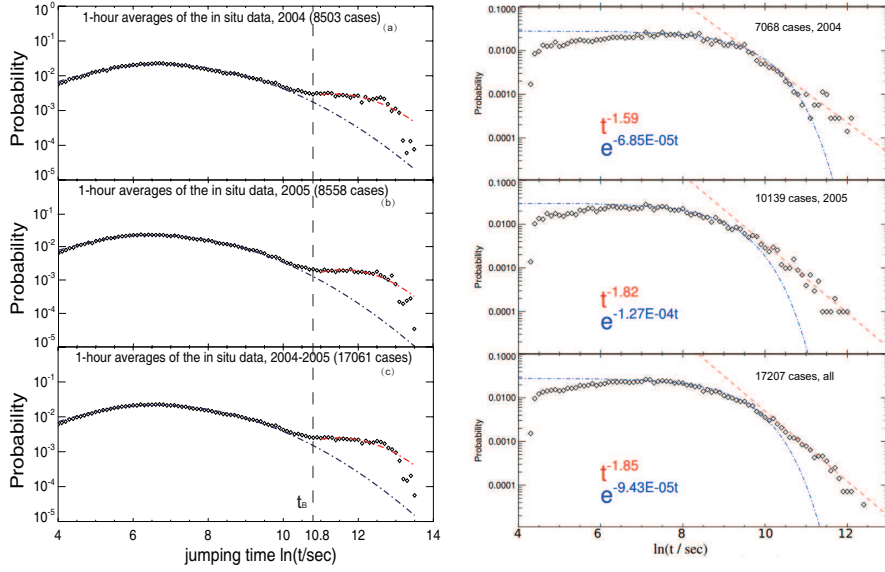 1-hour averages of the in situ data, 2004 (8503 cases)
(a)
10^0
10^-1
10^-2
10^-3
10^-4
10^-5
Probability
1-hour averages of the in situ data, 2005 (8558 cases)
(b)
10^-1
10^-2
10^-3
10^-4
10^-5
Probability
1-hour averages of the in situ data, 2004-2005 (17061 cases)
(c)
10^-1
10^-2
10^-3
10^-4
10^-5
Probability
t_B
4 6 8 10 10.8 12 14
jumping time ln(t/sec)
7068 cases, 2004
0.1000
0.0100
0.0010
0.0001
Probability
t^-1.59
e^-6.85E-05t
10139 cases, 2005
0.1000
0.0100
0.0010
0.0001
Probability
t^-1.82
e^-1.27E-04t
17207 cases, all
0.1000
0.0100
0.0010
0.0001
Probability
t^-1.85
e^-9.43E-05t
4 6 8 10 12
ln(t / sec)